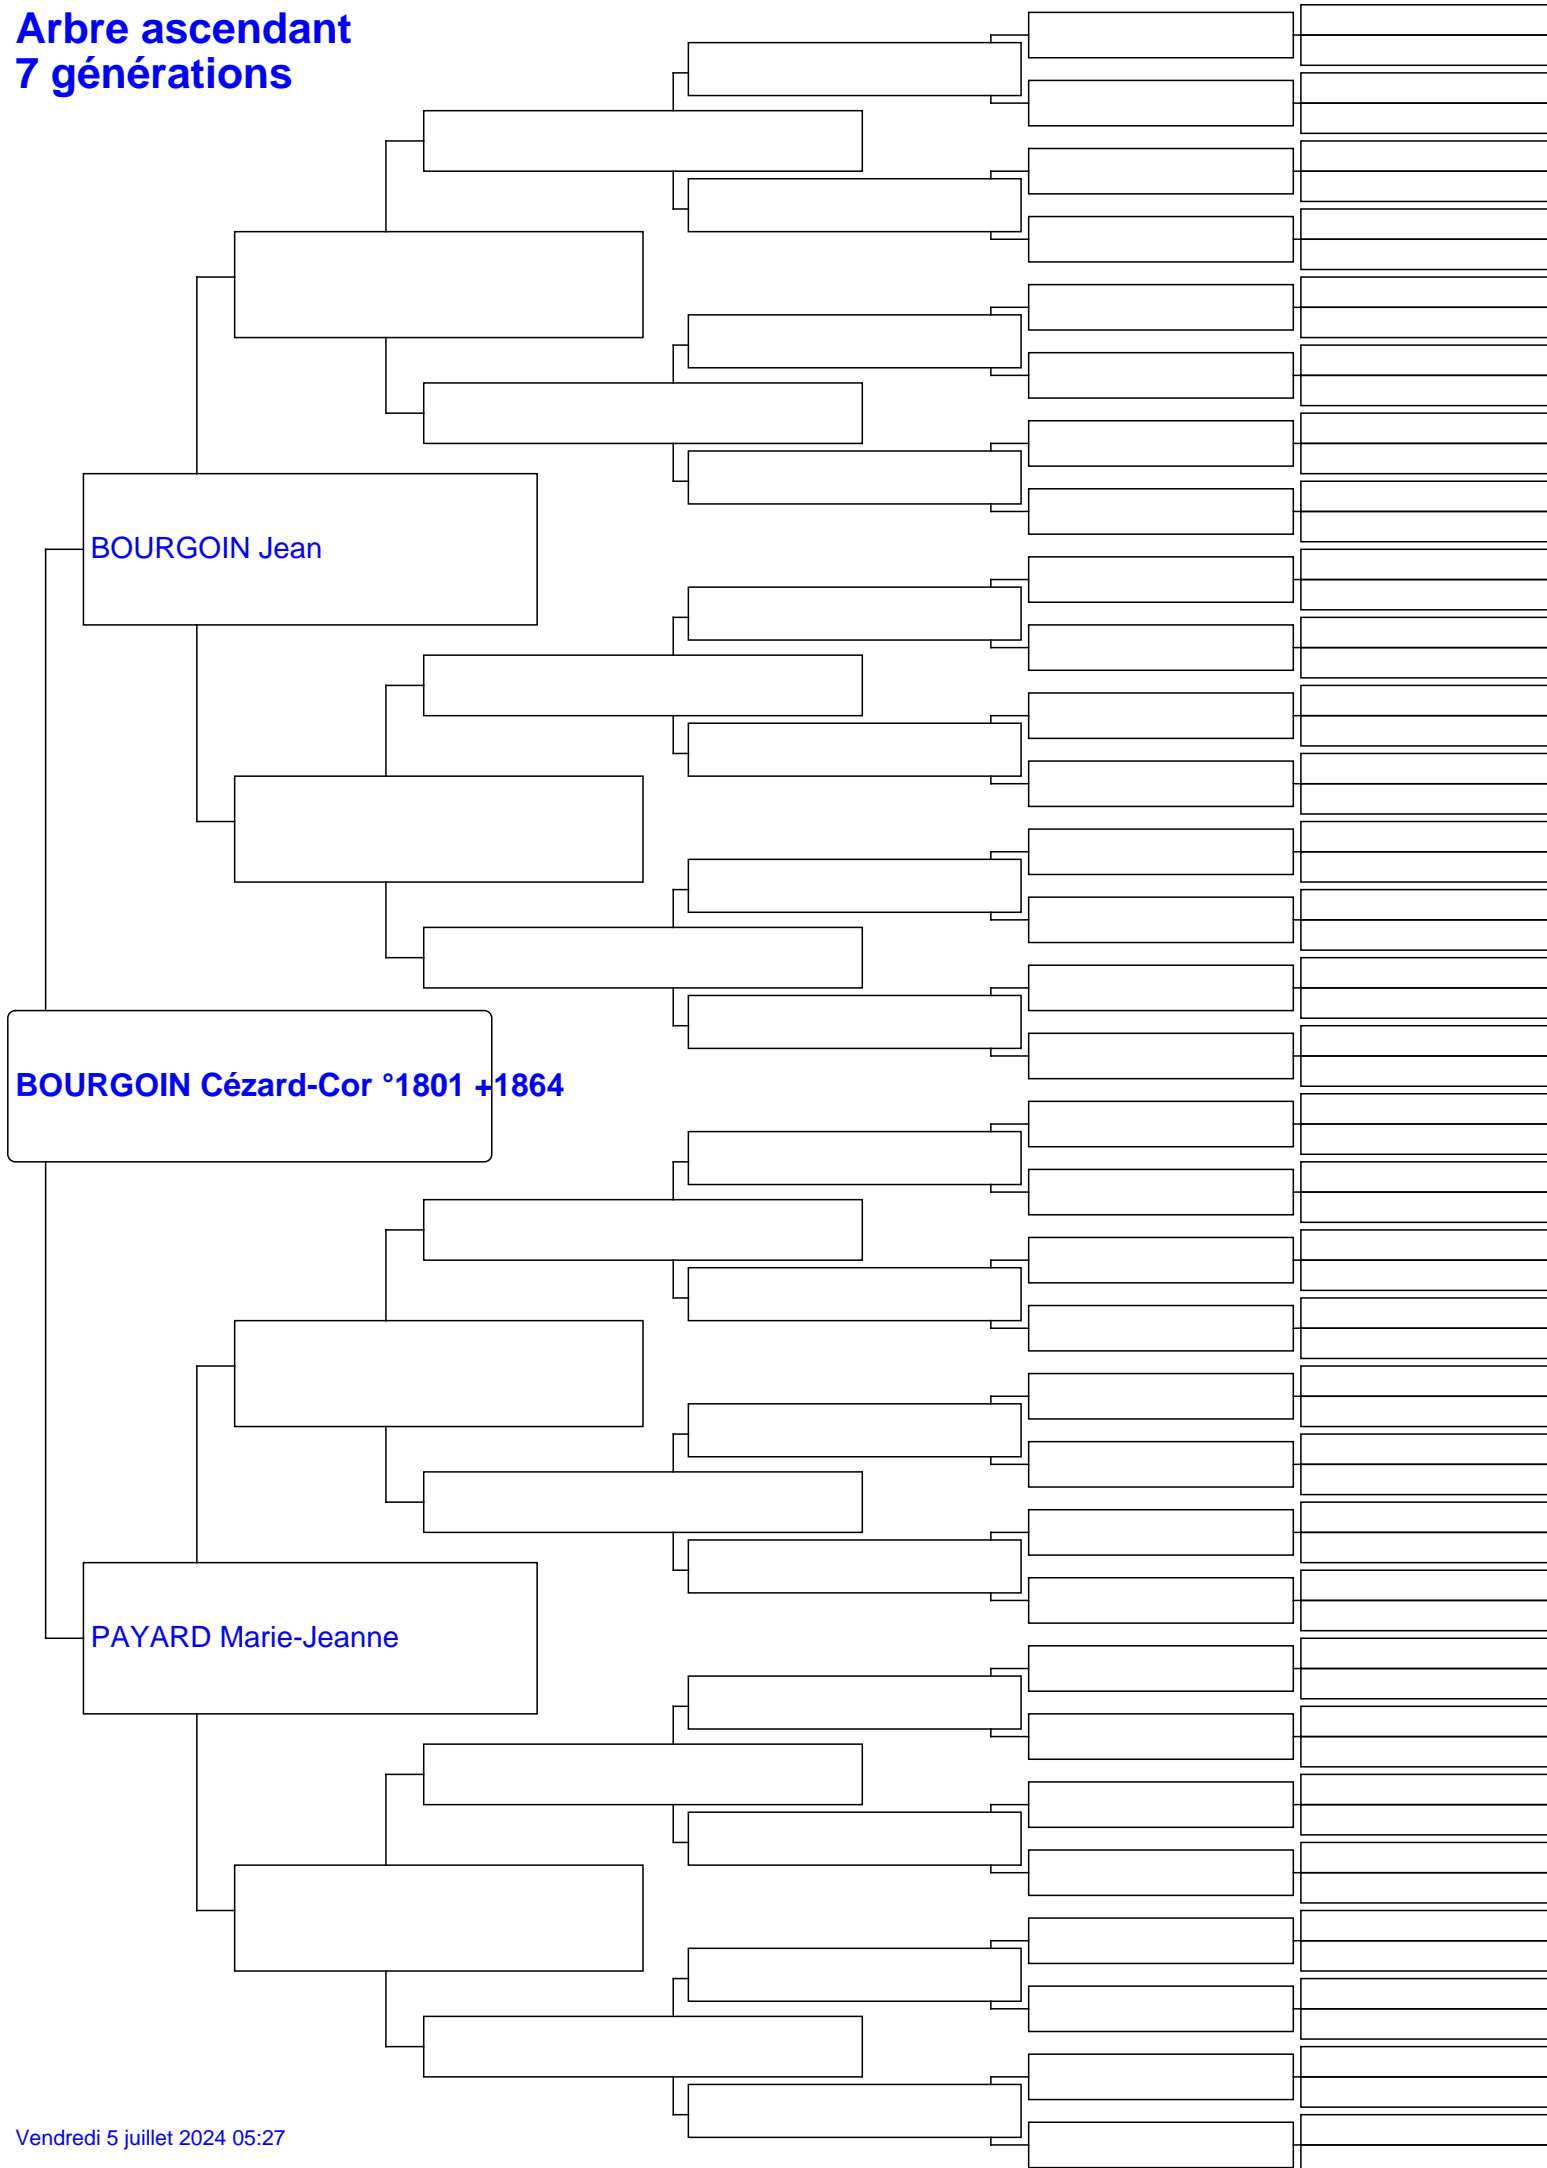 Arbre ascendant
7 générations
BOURGOIN Jean
BOURGOIN Cézard-Cor °1801 +1864
PAYARD Marie-Jeanne
Vendredi 5 juillet 2024 05:27